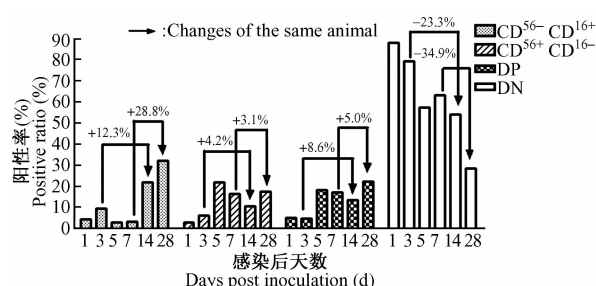 →:Changes of the same animal
CD56– CD16+
CD56+ CD16–
DP
DN
阳性率(%)
Positive ratio (%)
90
80
70
60
50
40
30
20
10
0
+12.3%
+28.8%
+4.2%
+3.1%
+8.6%
+5.0%
−23.3%
−34.9%
1 3 5 7 14 28 1 3 5 7 14 28 1 3 5 7 14 28 1 3 5 7 14 28
感染后天数
Days post inoculation (d)